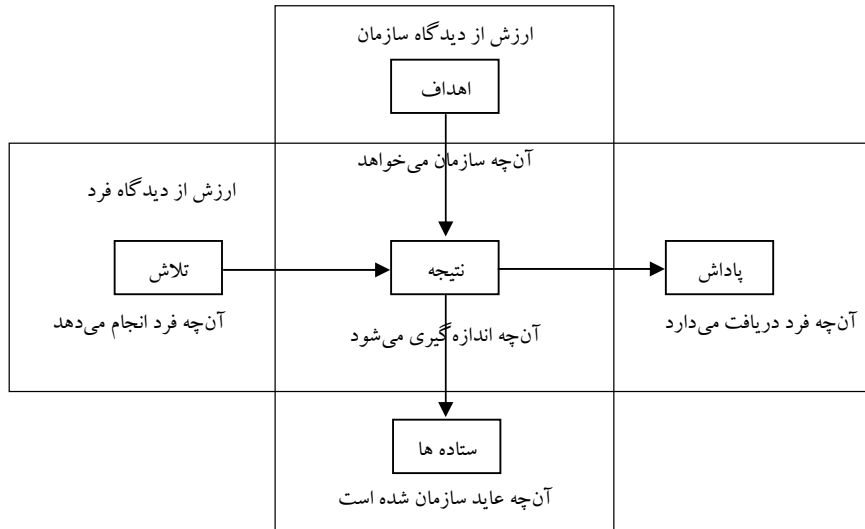 ارزش از دیدگاه سازمان
اهداف
آن‌چه سازمان می‌خواهد
ارزش از دیدگاه فرد
پاداش
نتیجه
تلاش
آن‌چه فرد دریافت می‌دارد
آن‌چه اندازه‌گیری می‌شود
آن‌چه فرد انجام می‌دهد
ستاده ها
آن‌چه عاید سازمان شده است